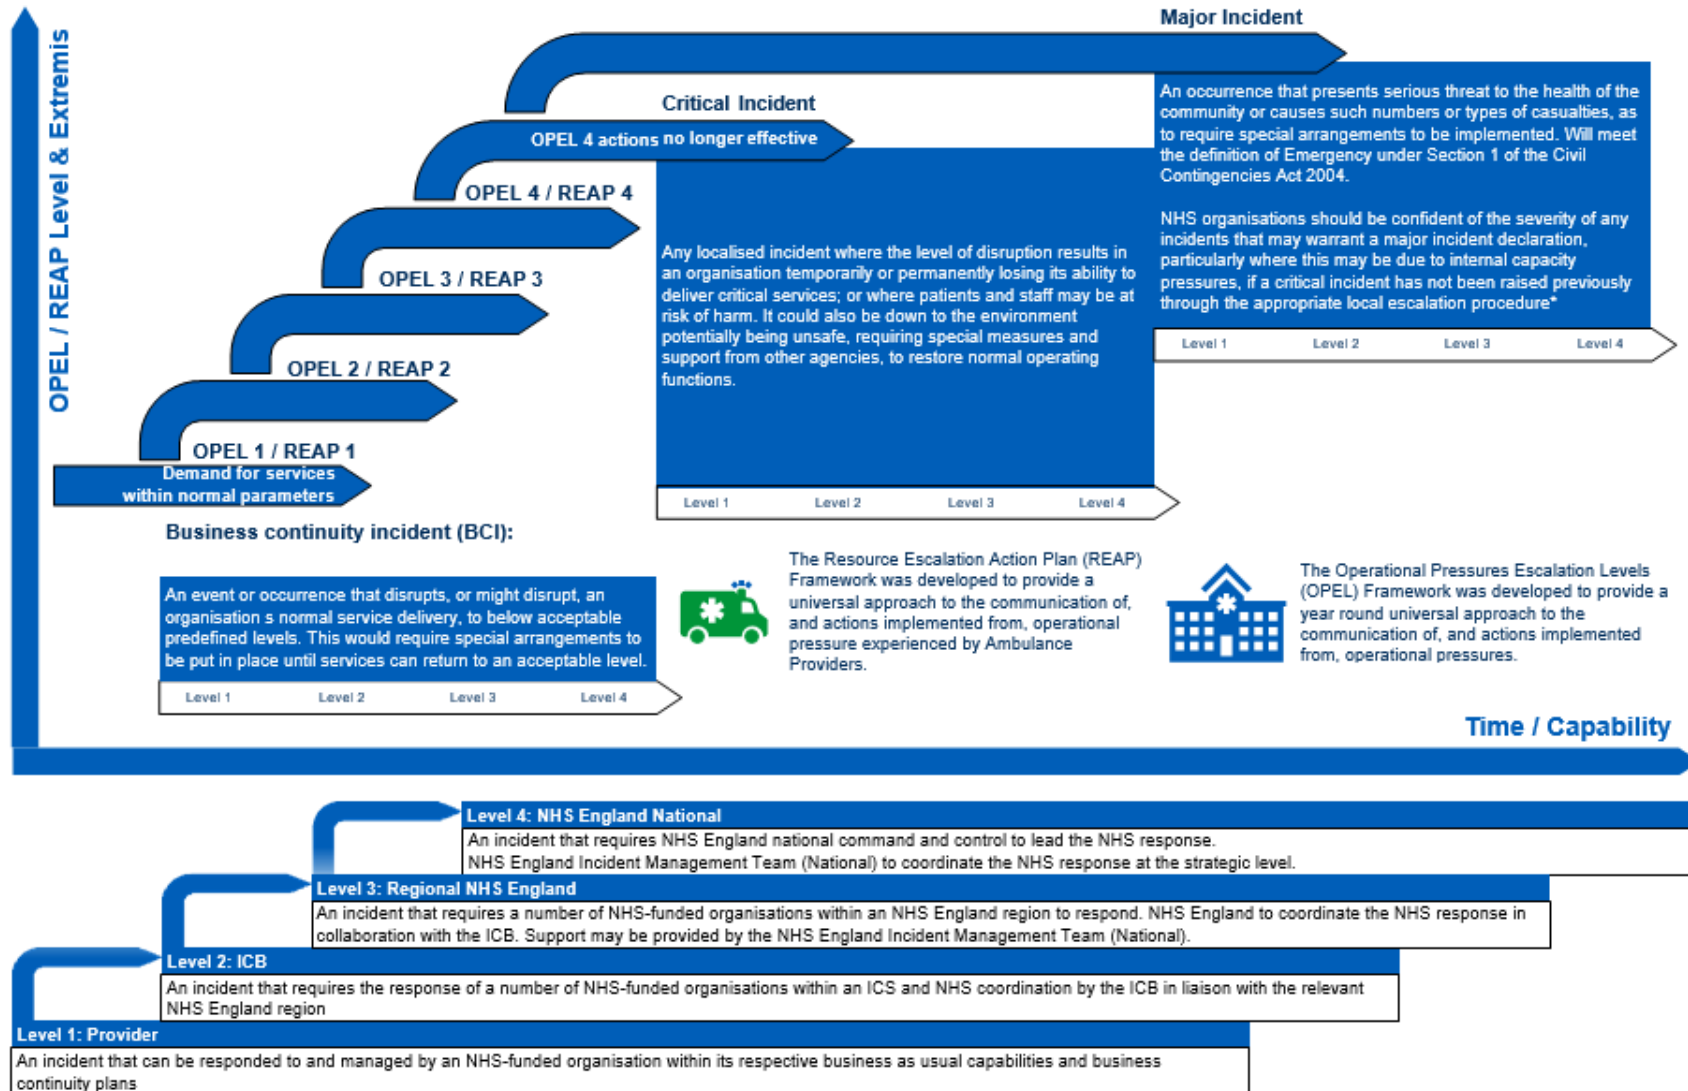 Major Incident
An occurrence that presents serious threat to the health of the
community or causes such numbers or types of casualties, as
to require special arrangements to be implemented. Will meet
the definition of Emergency under Section 1 of the Civil
Contingencies Act 2004.
NHS organisations should be confident of the severity of any
incidents that may warrant a major incident declaration,
particularly where this may be due to internal capacity
pressures, if a critical incident has not been raised previously
through the appropriate local escalation procedure*
Level 1 Level 2 Level 3 Level 4
Critical Incident
OPEL 4 actions no longer effective
Any localised incident where the level of disruption results in
an organisation temporarily or permanently losing its ability to
deliver critical services; or where patients and staff may be at
risk of harm. It could also be down to the environment
potentially being unsafe, requiring special measures and
support from other agencies, to restore normal operating
functions.
Level 1 Level 2 Level 3 Level 4
OPEL / REAP Level & Extremis
OPEL 4 / REAP 4
OPEL 3 / REAP 3
OPEL 2 / REAP 2
OPEL 1 / REAP 1
Demand for services
within normal parameters
Business continuity incident (BCI):
An event or occurrence that disrupts, or might disrupt, an
organisation s normal service delivery, to below acceptable
predefined levels. This would require special arrangements to
be put in place until services can return to an acceptable level.
Level 1 Level 2 Level 3 Level 4
The Resource Escalation Action Plan (REAP)
Framework was developed to provide a
universal approach to the communication of,
and actions implemented from, operational
pressure experienced by Ambulance
Providers.
The Operational Pressures Escalation Levels
(OPEL) Framework was developed to provide a
year round universal approach to the
communication of, and actions implemented
from, operational pressures.
Time / Capability
Level 4: NHS England National
An incident that requires NHS England national command and control to lead the NHS response.
NHS England Incident Management Team (National) to coordinate the NHS response at the strategic level.
Level 3: Regional NHS England
An incident that requires a number of NHS-funded organisations within an NHS England region to respond. NHS England to coordinate the NHS response in
collaboration with the ICB. Support may be provided by the NHS England Incident Management Team (National).
Level 2: ICB
An incident that requires the response of a number of NHS-funded organisations within an ICS and NHS coordination by the ICB in liaison with the relevant
NHS England region
Level 1: Provider
An incident that can be responded to and managed by an NHS-funded organisation within its respective business as usual capabilities and business
continuity plans